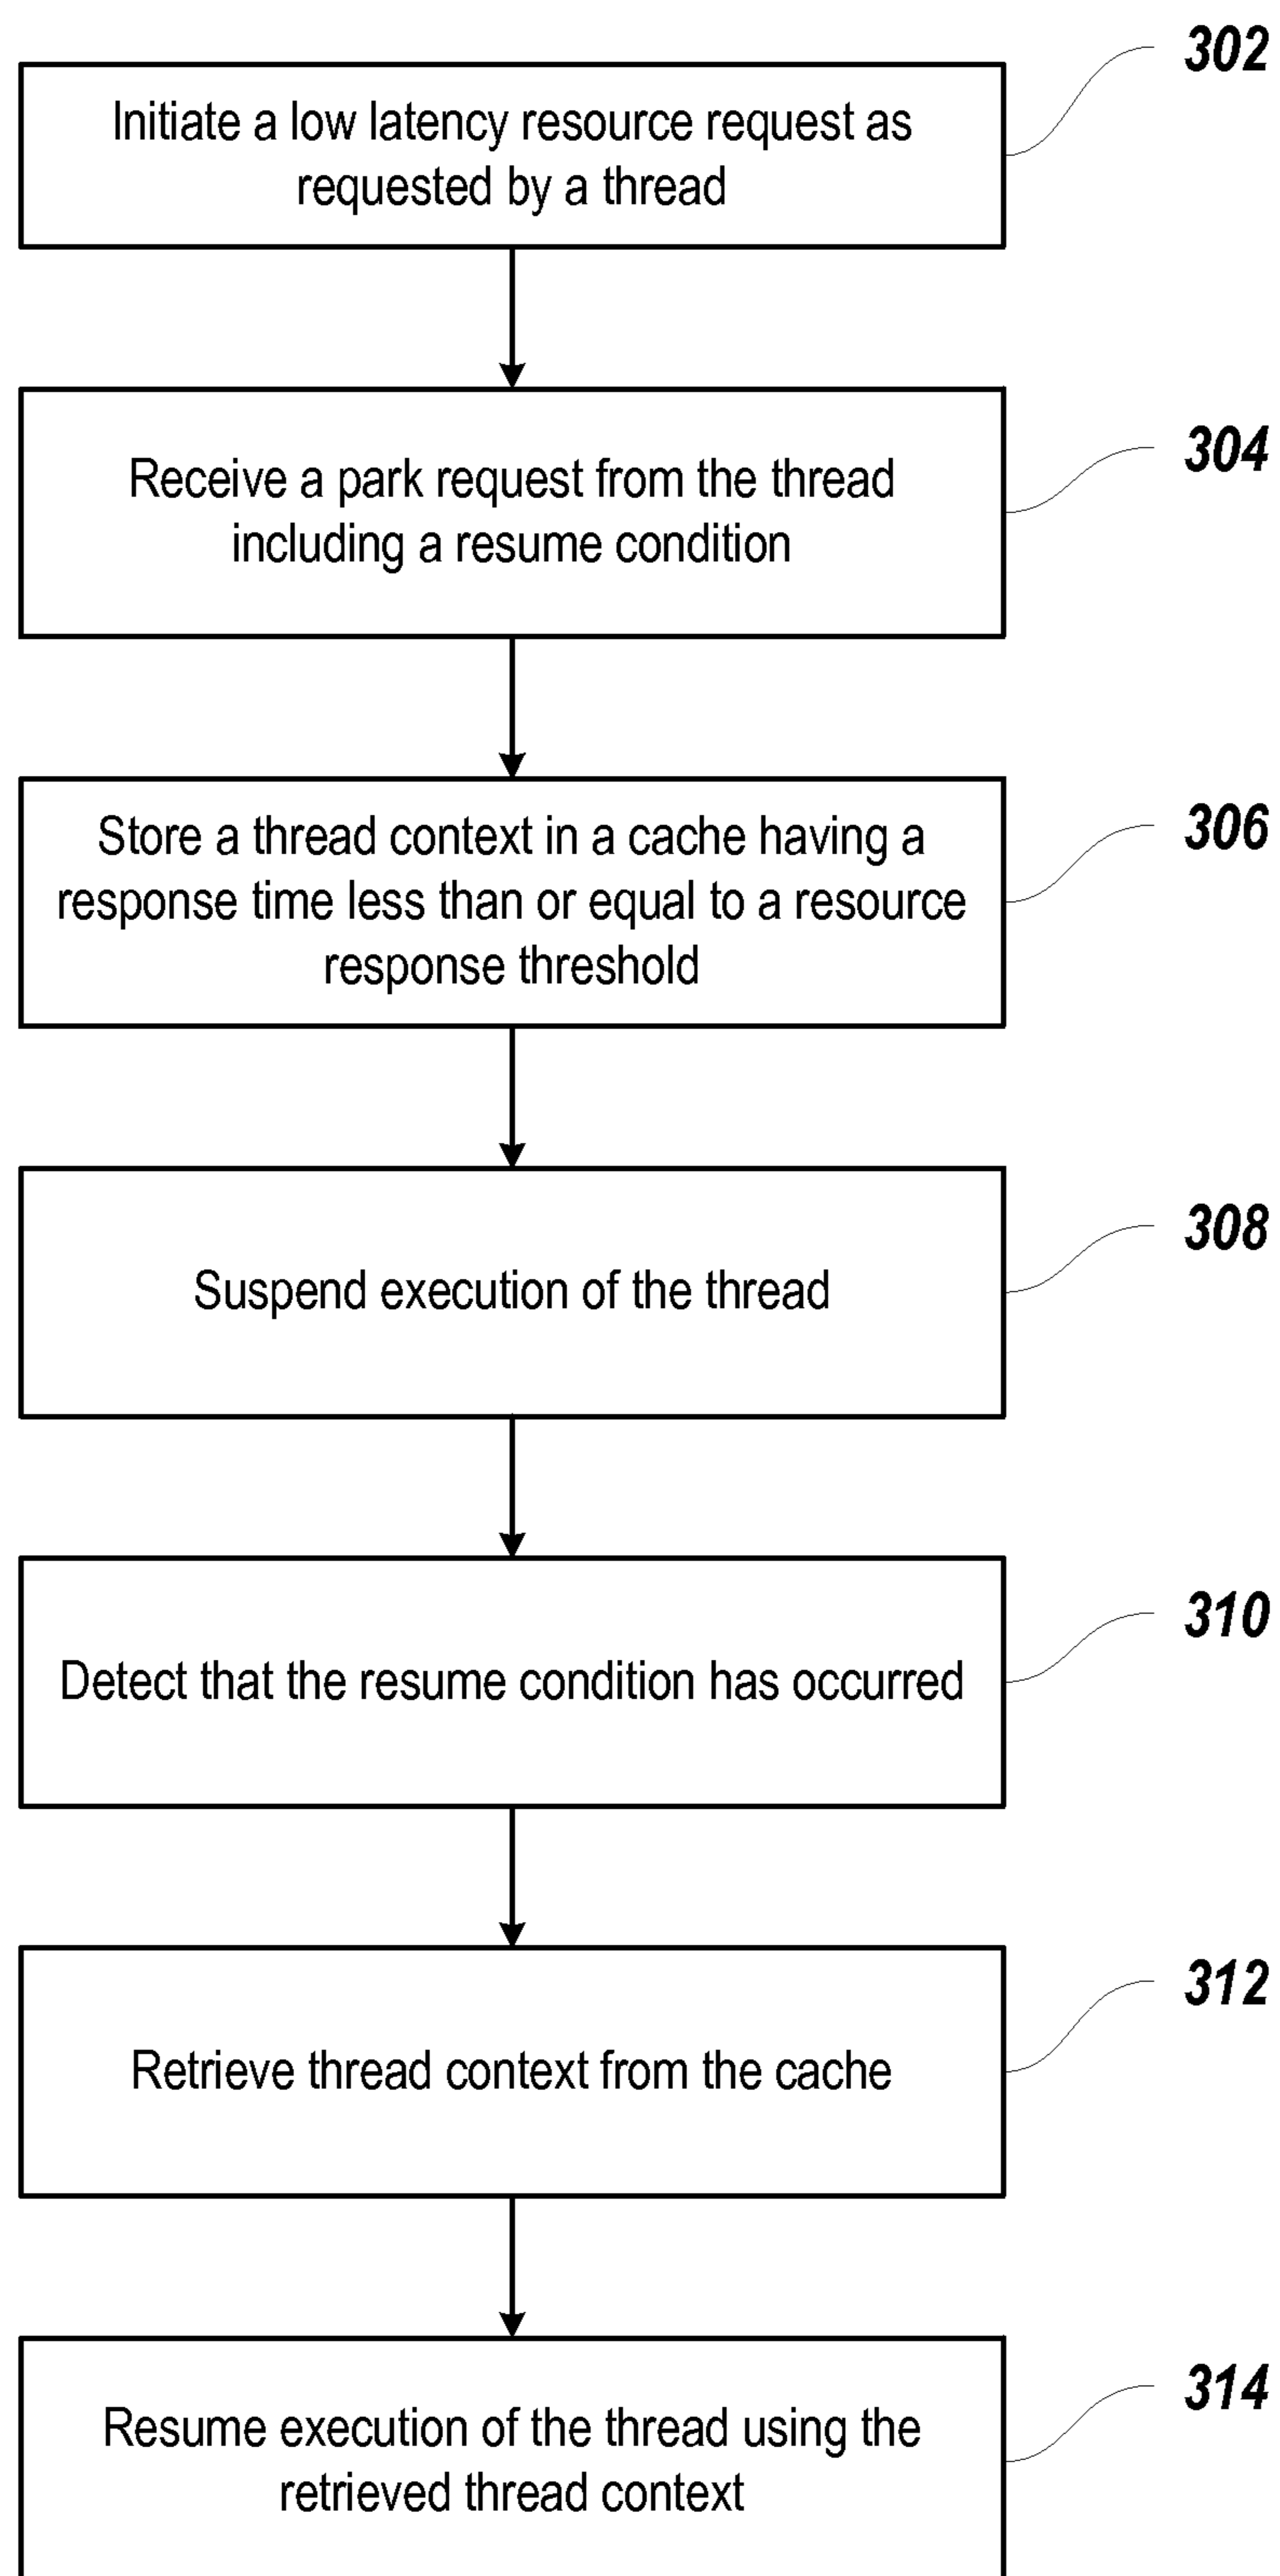 302
Initiate a low latency resource request as
requested by a thread
304
Receive a park request from the thread
including a resume condition
306
Store a thread context in a cache having a
response time less than or equal to a resource
response threshold
308
Suspend execution of the thread
310
Detect that the resume condition has occurred
312
Retrieve thread context from the cache
314
Resume execution of the thread using the
retrieved thread context